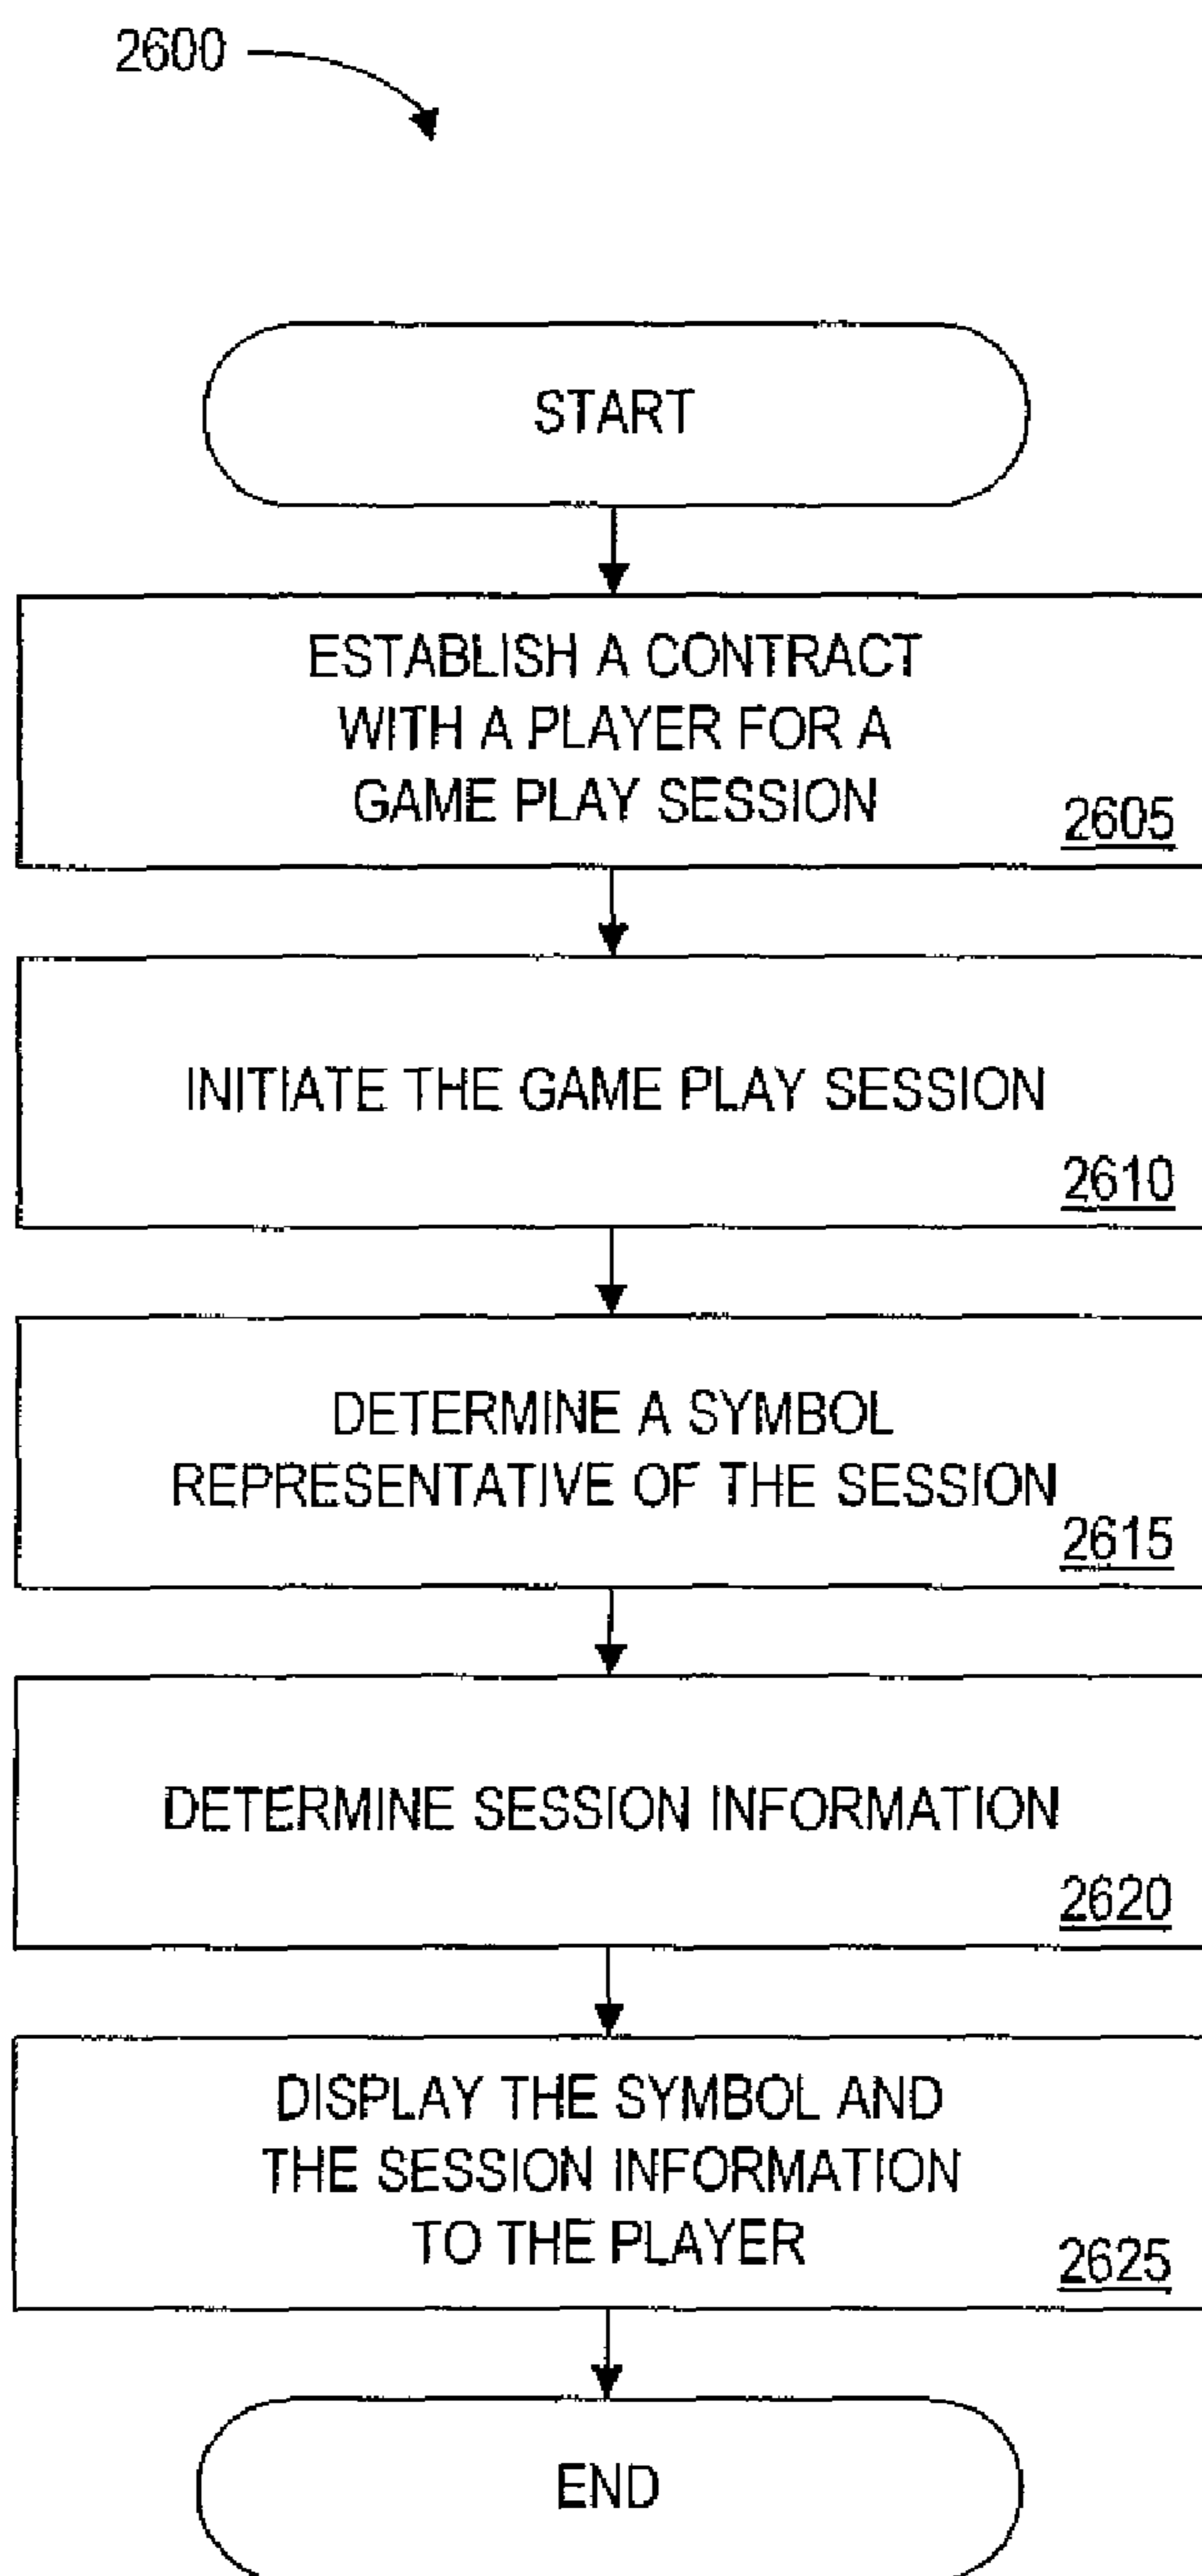 2600
START
ESTABLISH A CONTRACT
WITH A PLAYER FOR A
GAME PLAY SESSION
2605
INITIATE THE GAME PLAY SESSION
2610
DETERMINE A SYMBOL
REPRESENTATIVE OF THE SESSION
2615
DETERMINE SESSION INFORMATION
2620
DISPLAY THE SYMBOL AND
THE SESSION INFORMATION
TO THE PLAYER
2625
END